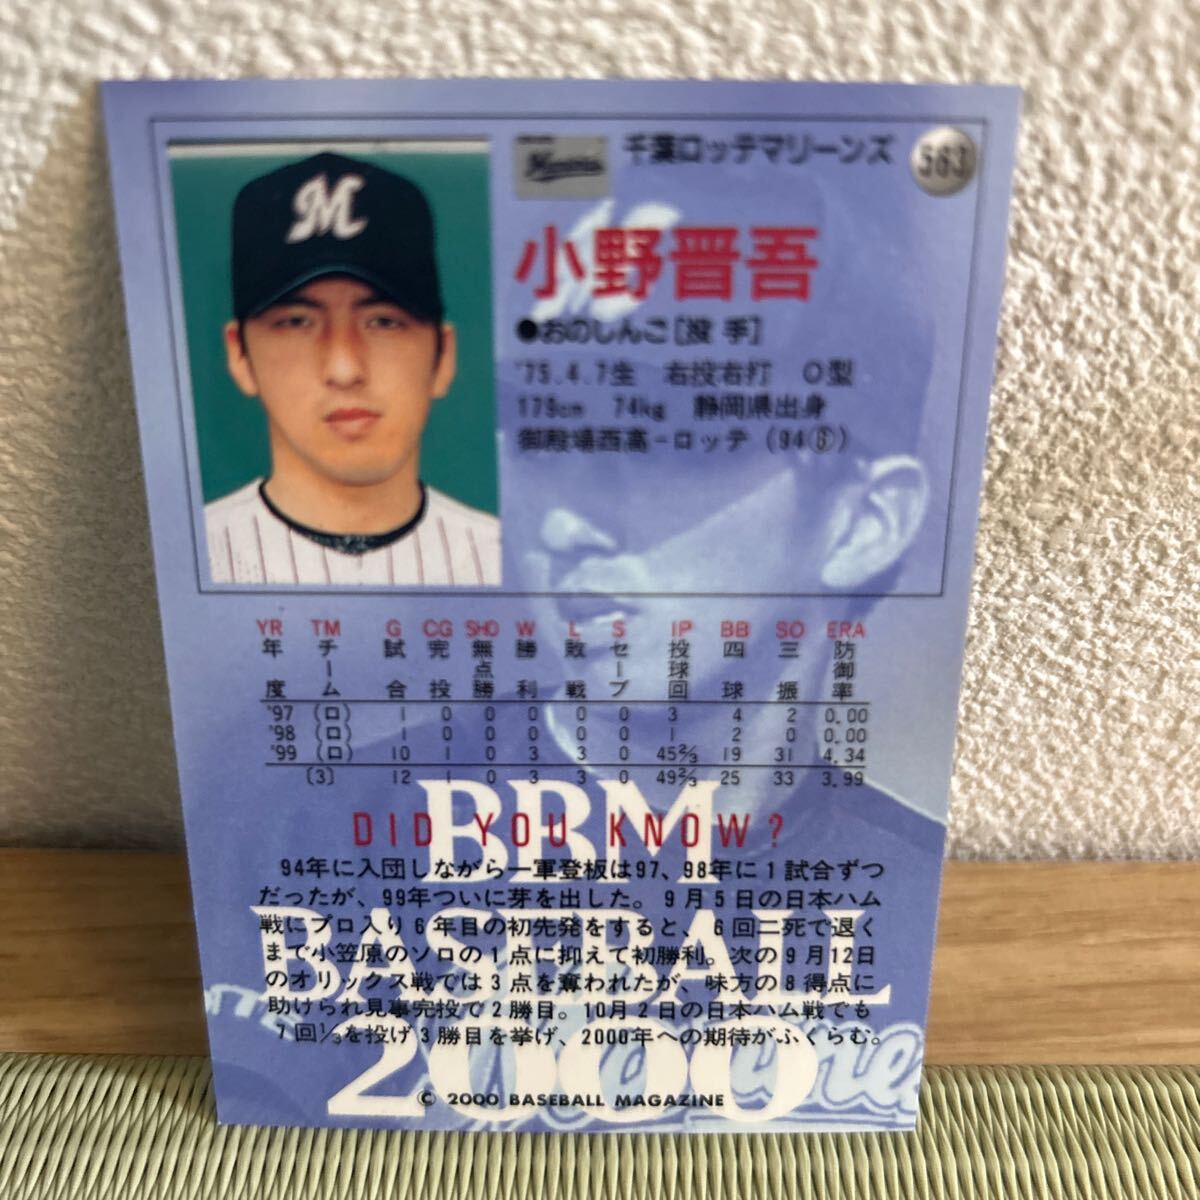 千葉ロッテマリーンズ
563
小野晋吾
●おのしんご[投手]
'75.4.7生 右投右打 O型
179cm 74kg 静岡県出身
御殿場西高-ロッテ(94⑥)
YR TM G CG SHO W L S IP BB SO ERA
年度 チーム 試合 完投 無点勝 勝利 敗戦 セーブ 投球回 四球 三振 防御率
'97 (ロ) 1 0 0 0 0 0 3 4 2 0.00
'98 (ロ) 1 0 0 0 0 0 1 2 0 0.00
'99 (ロ) 10 1 0 3 3 0 45⅔ 19 31 4.34
(3) 12 1 0 3 3 0 49⅔ 25 33 3.99
BBM
DID YOU KNOW?
94年に入団しながら一軍登板は97、98年に1試合ずつ
だったが、99年ついに芽を出した。9月5日の日本ハム
戦にプロ入り6年目の初先発をすると、6回二死で退く
まで小笠原のソロの1点に抑えて初勝利。次の9月12日
のオリックス戦では3点を奪われたが、味方の8得点に
助けられ見事完投で2勝目。10月2日の日本ハム戦でも
7回⅓を投げ3勝目を挙げ、2000年への期待がふくらむ。
BASEBALL
2000
© 2000 BASEBALL MAGAZINE